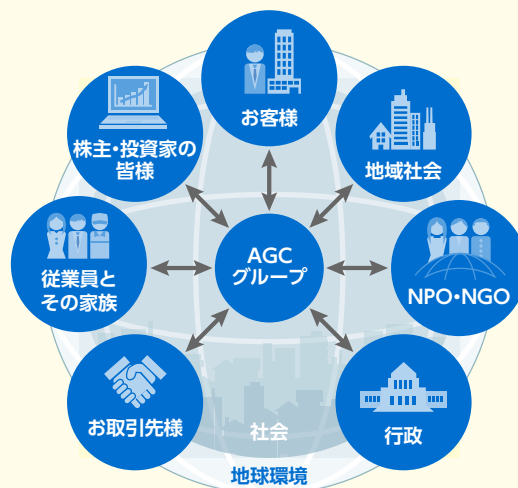 お客様
株主・投資家の
皆様
地域社会
AGC
グループ
従業員と
その家族
NPO・NGO
お取引先様
行政
社会
地球環境